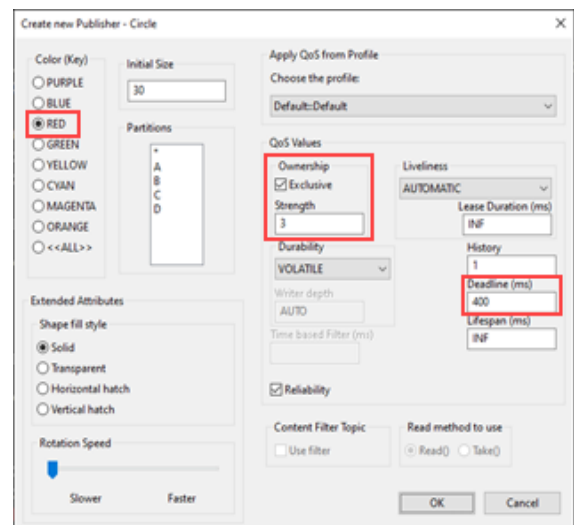 Create new Publisher - Circle
Color (Key)
PURPLE
BLUE
RED
GREEN
YELLOW
CYAN
MAGENTA
ORANGE
<<ALL>>
Initial Size
30
Partitions
*
A
B
C
D
Extended Attributes
Shape fill style
Solid
Transparent
Horizontal hatch
Vertical hatch
Rotation Speed
Slower Faster
Apply QoS from Profile
Choose the profile:
Default::Default
QoS Values
Ownership
Exclusive
Strength
3
Liveliness
AUTOMATIC
Lease Duration (ms)
INF
Durability
VOLATILE
Writer depth
AUTO
Time based Filter (ms)
History
1
Deadline (ms)
400
Lifespan (ms)
INF
Reliability
Content Filter Topic
Use filter
Read method to use
Read() Take()
OK Cancel